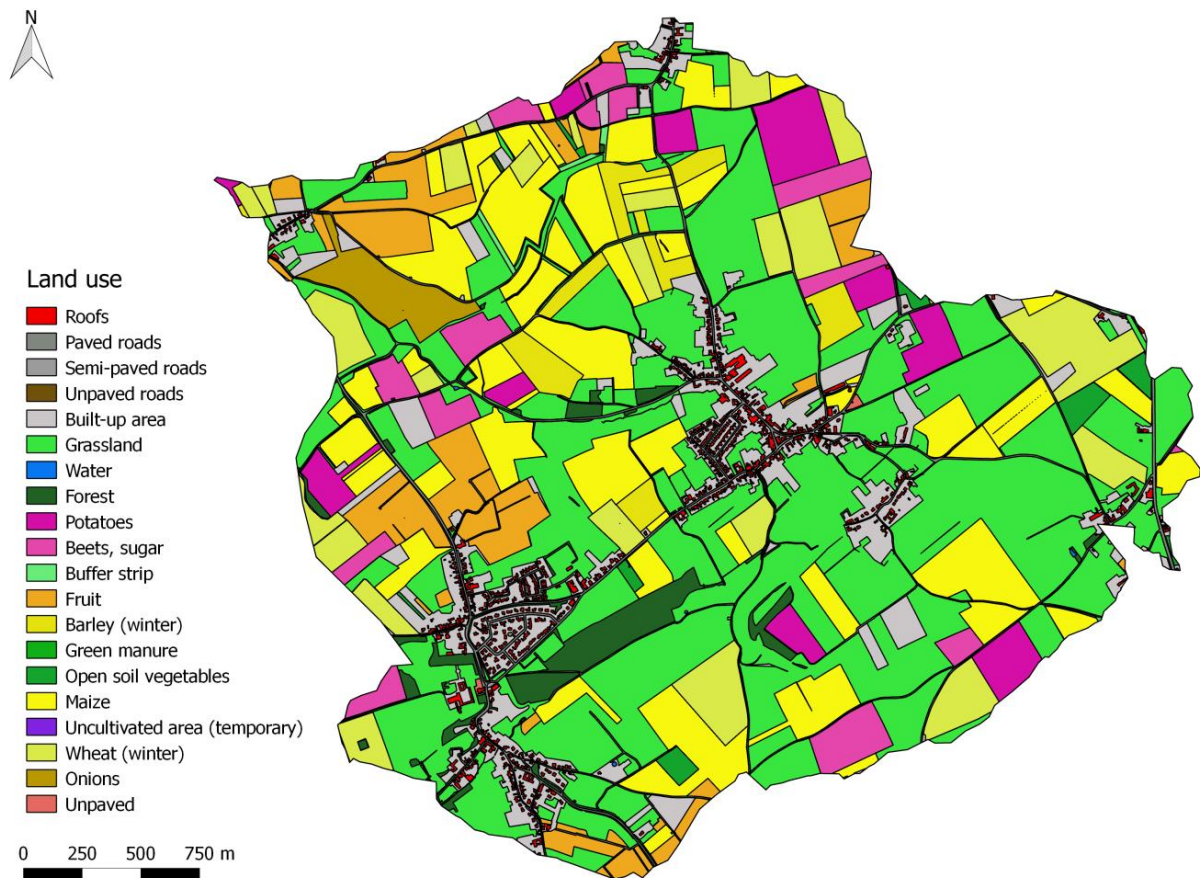 N
Land use
Roofs
Paved roads
Semi-paved roads
Unpaved roads
Built-up area
Grassland
Water
Forest
Potatoes
Beets, sugar
Buffer strip
Fruit
Barley (winter)
Green manure
Open soil vegetables
Maize
Uncultivated area (temporary)
Wheat (winter)
Onions
Unpaved
0 250 500 750 m